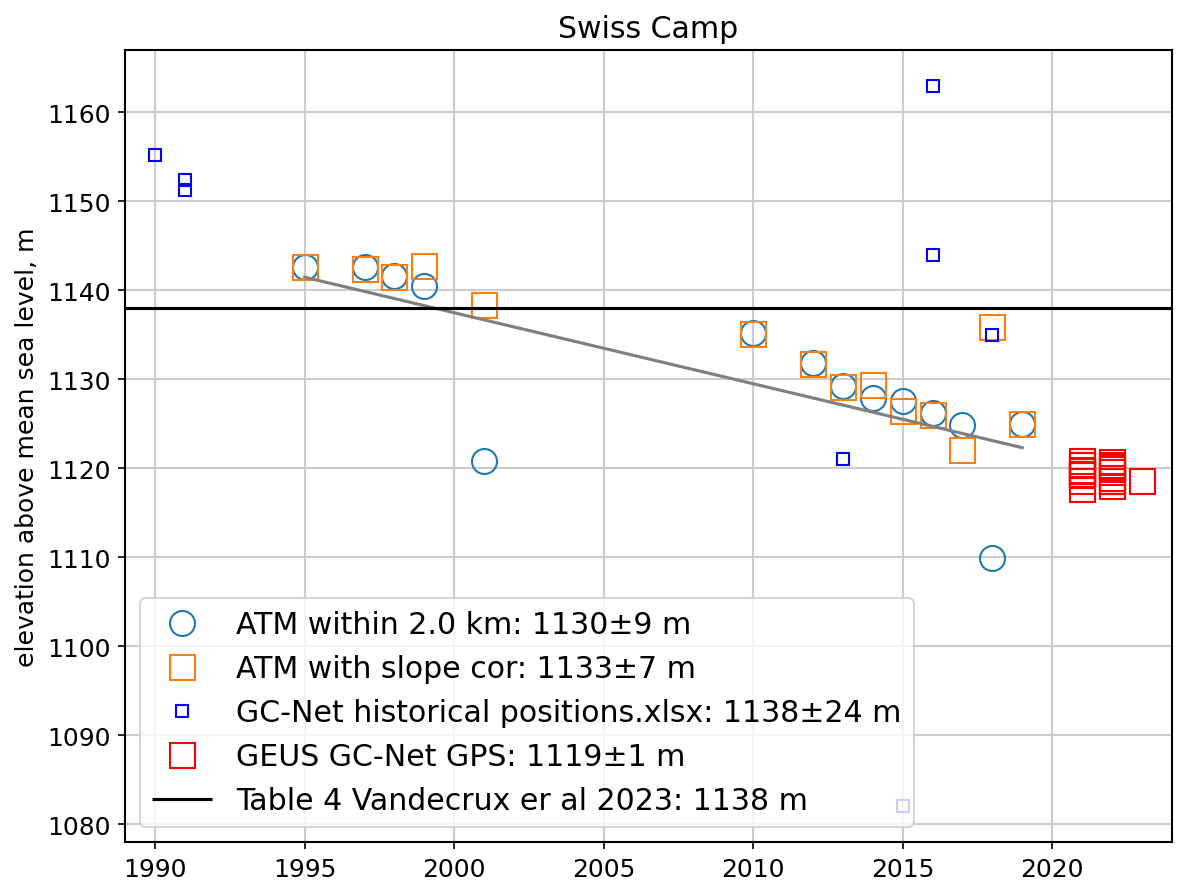 Swiss Camp
elevation above mean sea level, m
1160
1150
1140
1130
1120
1110
1100
1090
1080
ATM within 2.0 km: 1130±9 m
ATM with slope cor: 1133±7 m
GC-Net historical positions.xlsx: 1138±24 m
GEUS GC-Net GPS: 1119±1 m
Table 4 Vandecrux er al 2023: 1138 m
1990 1995 2000 2005 2010 2015 2020